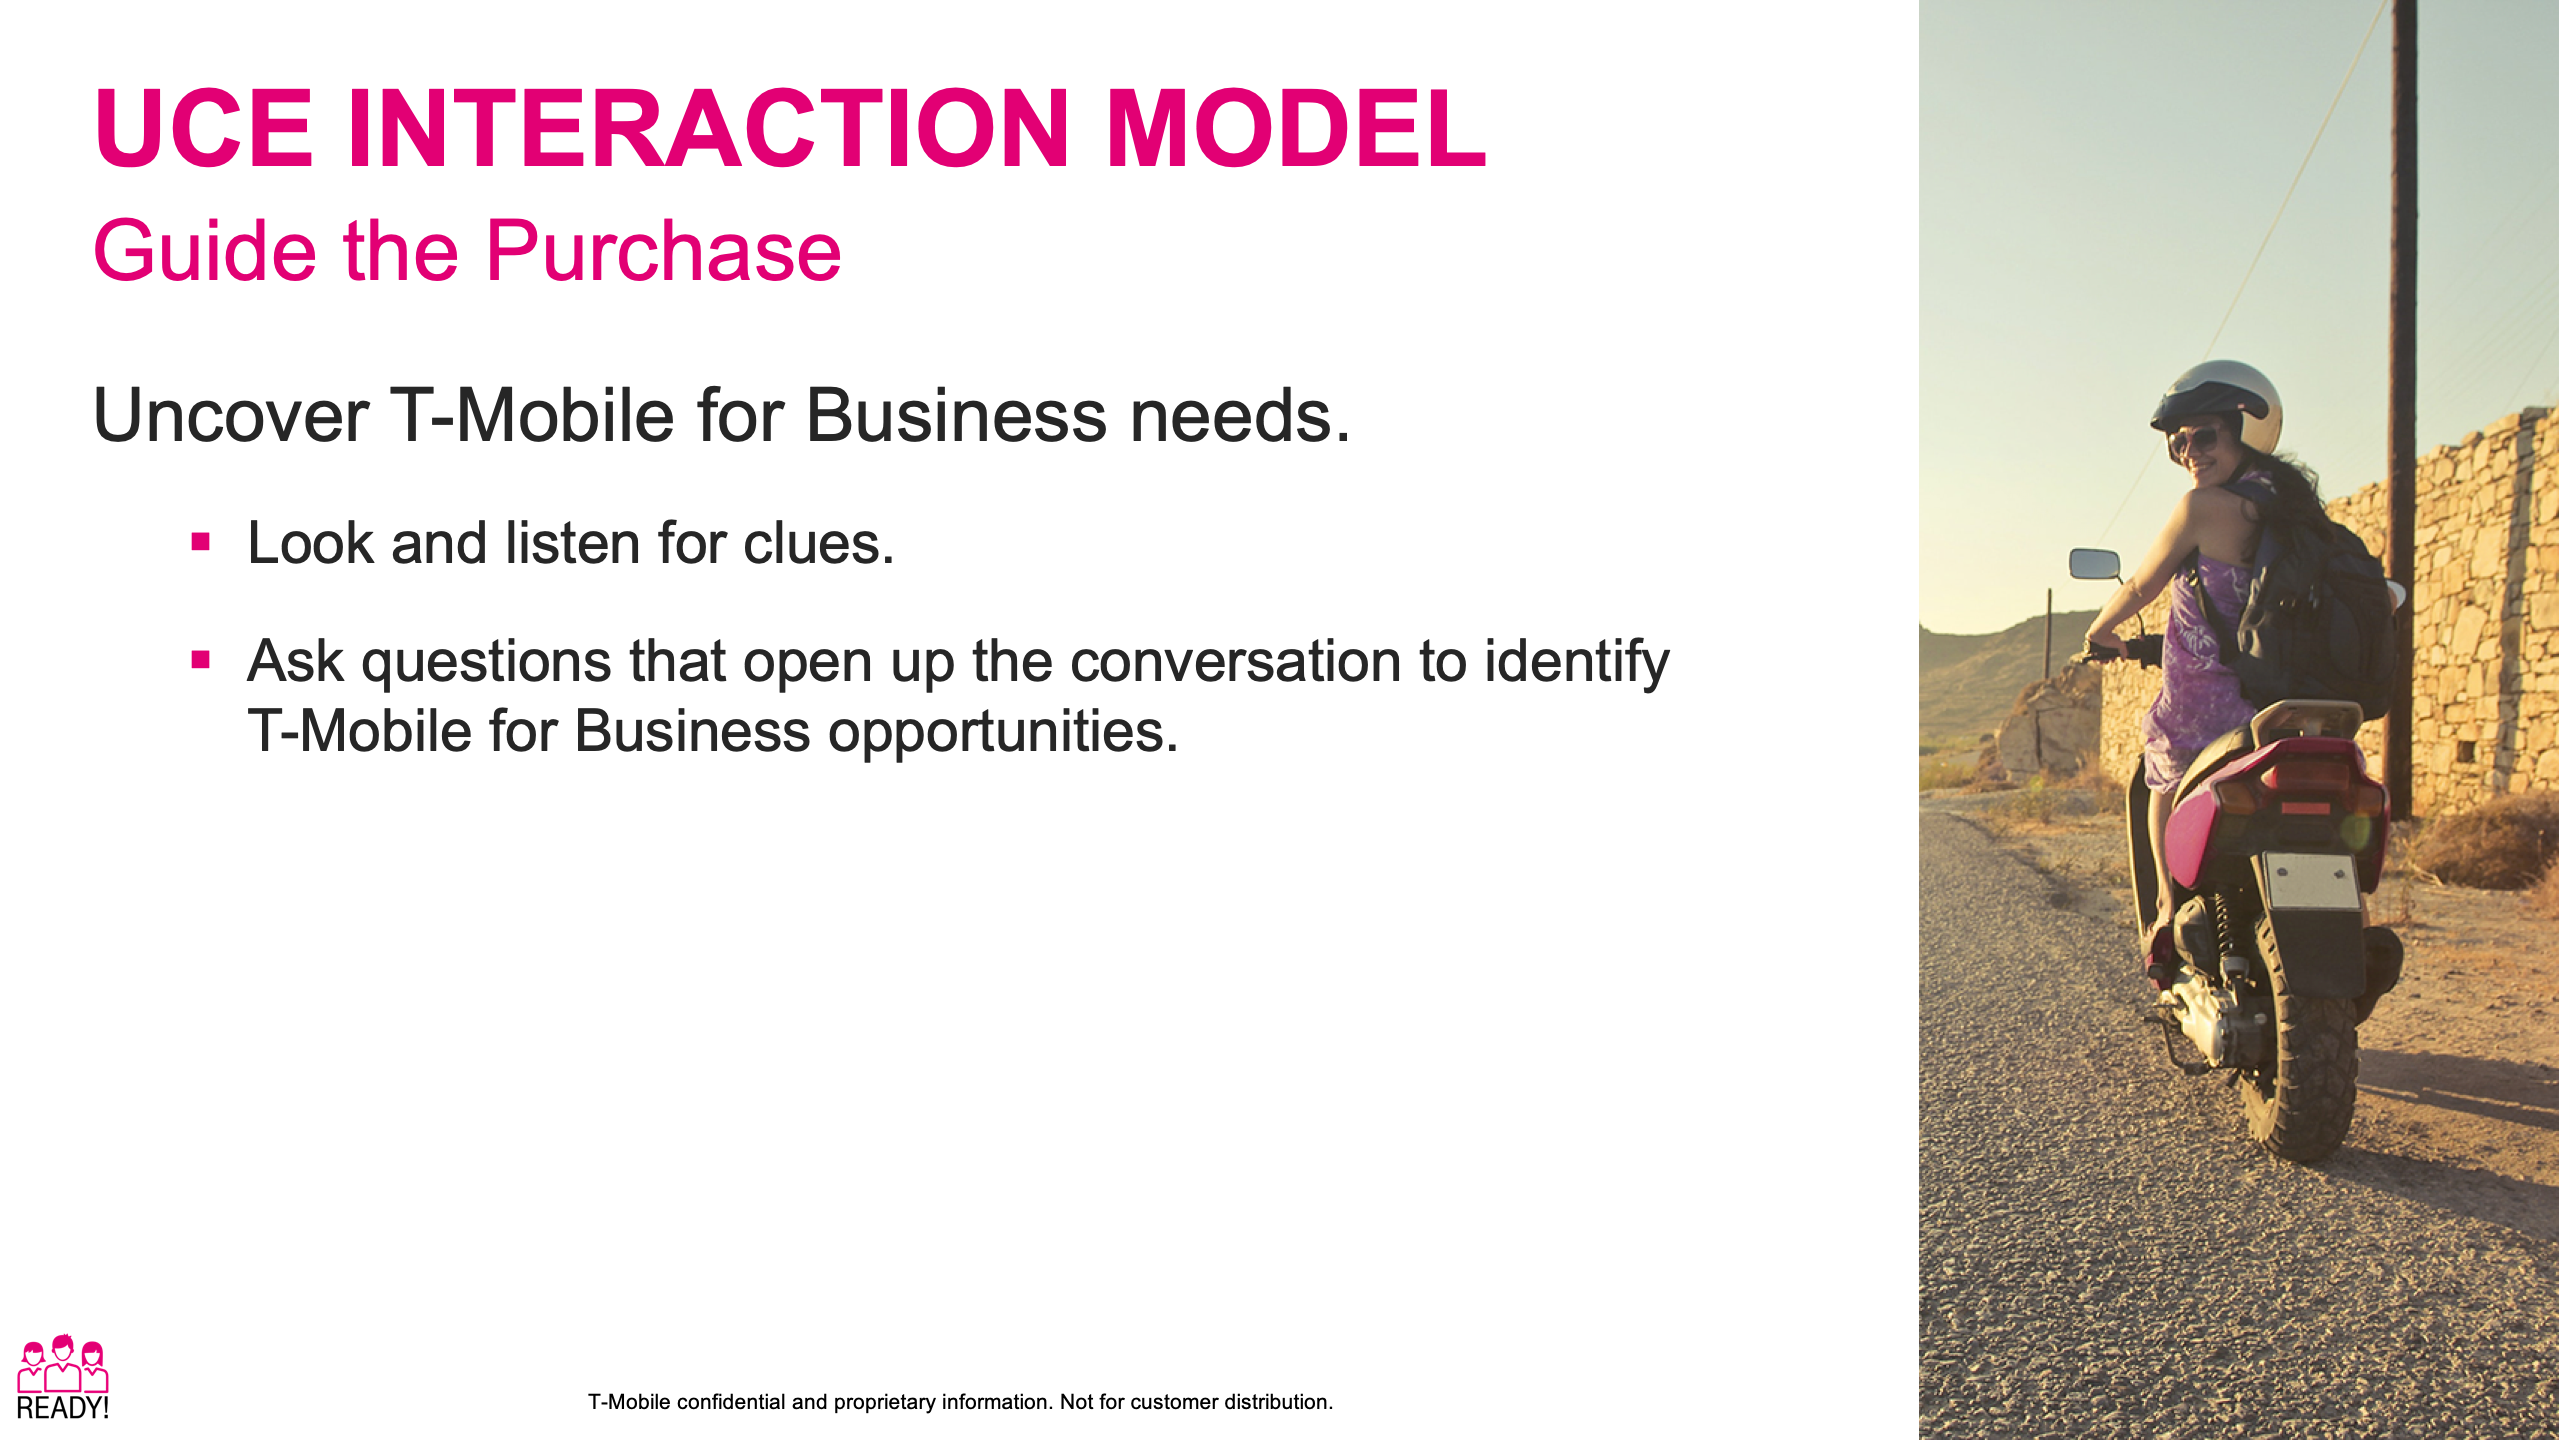 UCE INTERACTION MODEL
Guide the Purchase
Uncover T-Mobile for Business needs.
Look and listen for clues.
Ask questions that open up the conversation to identify
T-Mobile for Business opportunities.
READY!
T-Mobile confidential and proprietary information. Not for customer distribution.